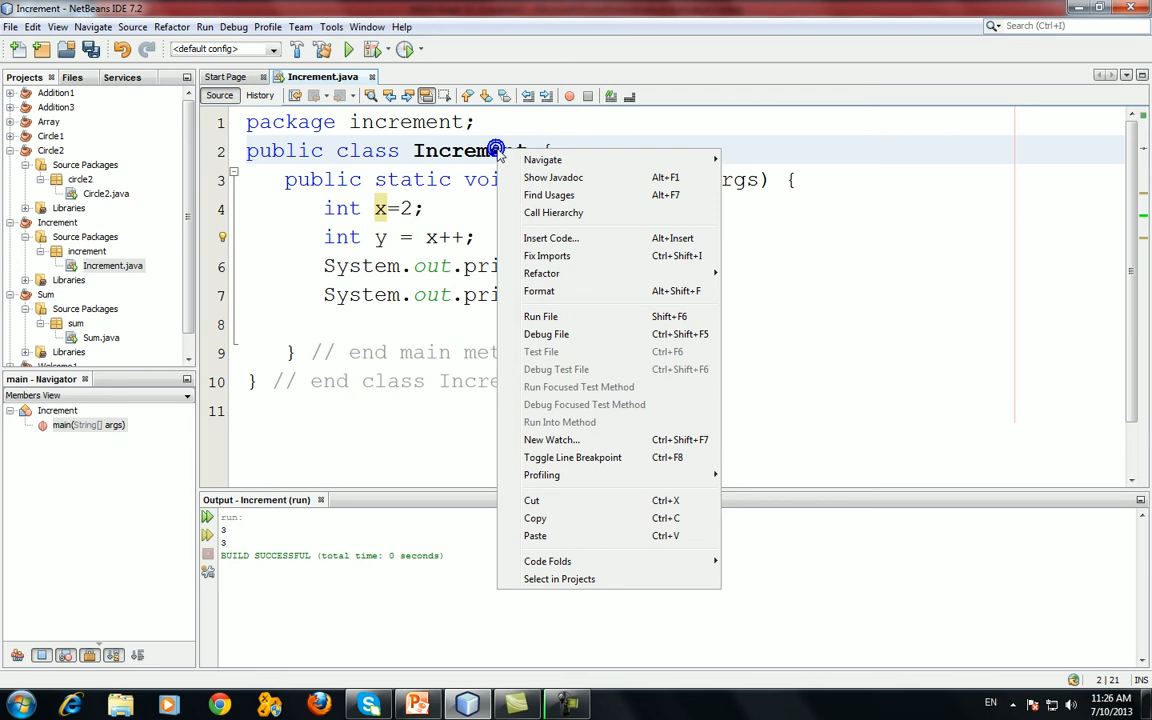 Increment - NetBeans IDE 7.2
File Edit View Navigate Source Refactor Run Debug Profile Team Tools Window Help
Search (Ctrl+I)
<default config>
Projects Files Services
Start Page Increment.java
Source History
Addition1
Addition3
Array
Circle1
Circle2
Source Packages
circle2
Circle2.java
Libraries
Increment
Source Packages
increment
Increment.java
Libraries
Sum
Source Packages
sum
Sum.java
Libraries
main - Navigator
Members View
Increment
main(String[] args)
1 package increment;
2 public class Increment {
3 public static voi rgs) {
4 int x=2;
int y = x++;
6 System.out.pri
7 System.out.pri
8
9 } // end main met
10 } // end class Incre
11
Navigate
Show Javadoc Alt+F1
Find Usages Alt+F7
Call Hierarchy
Insert Code... Alt+Insert
Fix Imports Ctrl+Shift+I
Refactor
Format Alt+Shift+F
Run File Shift+F6
Debug File Ctrl+Shift+F5
Test File Ctrl+F6
Debug Test File Ctrl+Shift+F6
Run Focused Test Method
Debug Focused Test Method
Run Into Method
New Watch... Ctrl+Shift+F7
Toggle Line Breakpoint Ctrl+F8
Profiling
Cut Ctrl+X
Copy Ctrl+C
Paste Ctrl+V
Code Folds
Select in Projects
Output - Increment (run)
run:
3
3
BUILD SUCCESSFUL (total time: 0 seconds)
2 | 21 INS
EN
11:26 AM
7/10/2013